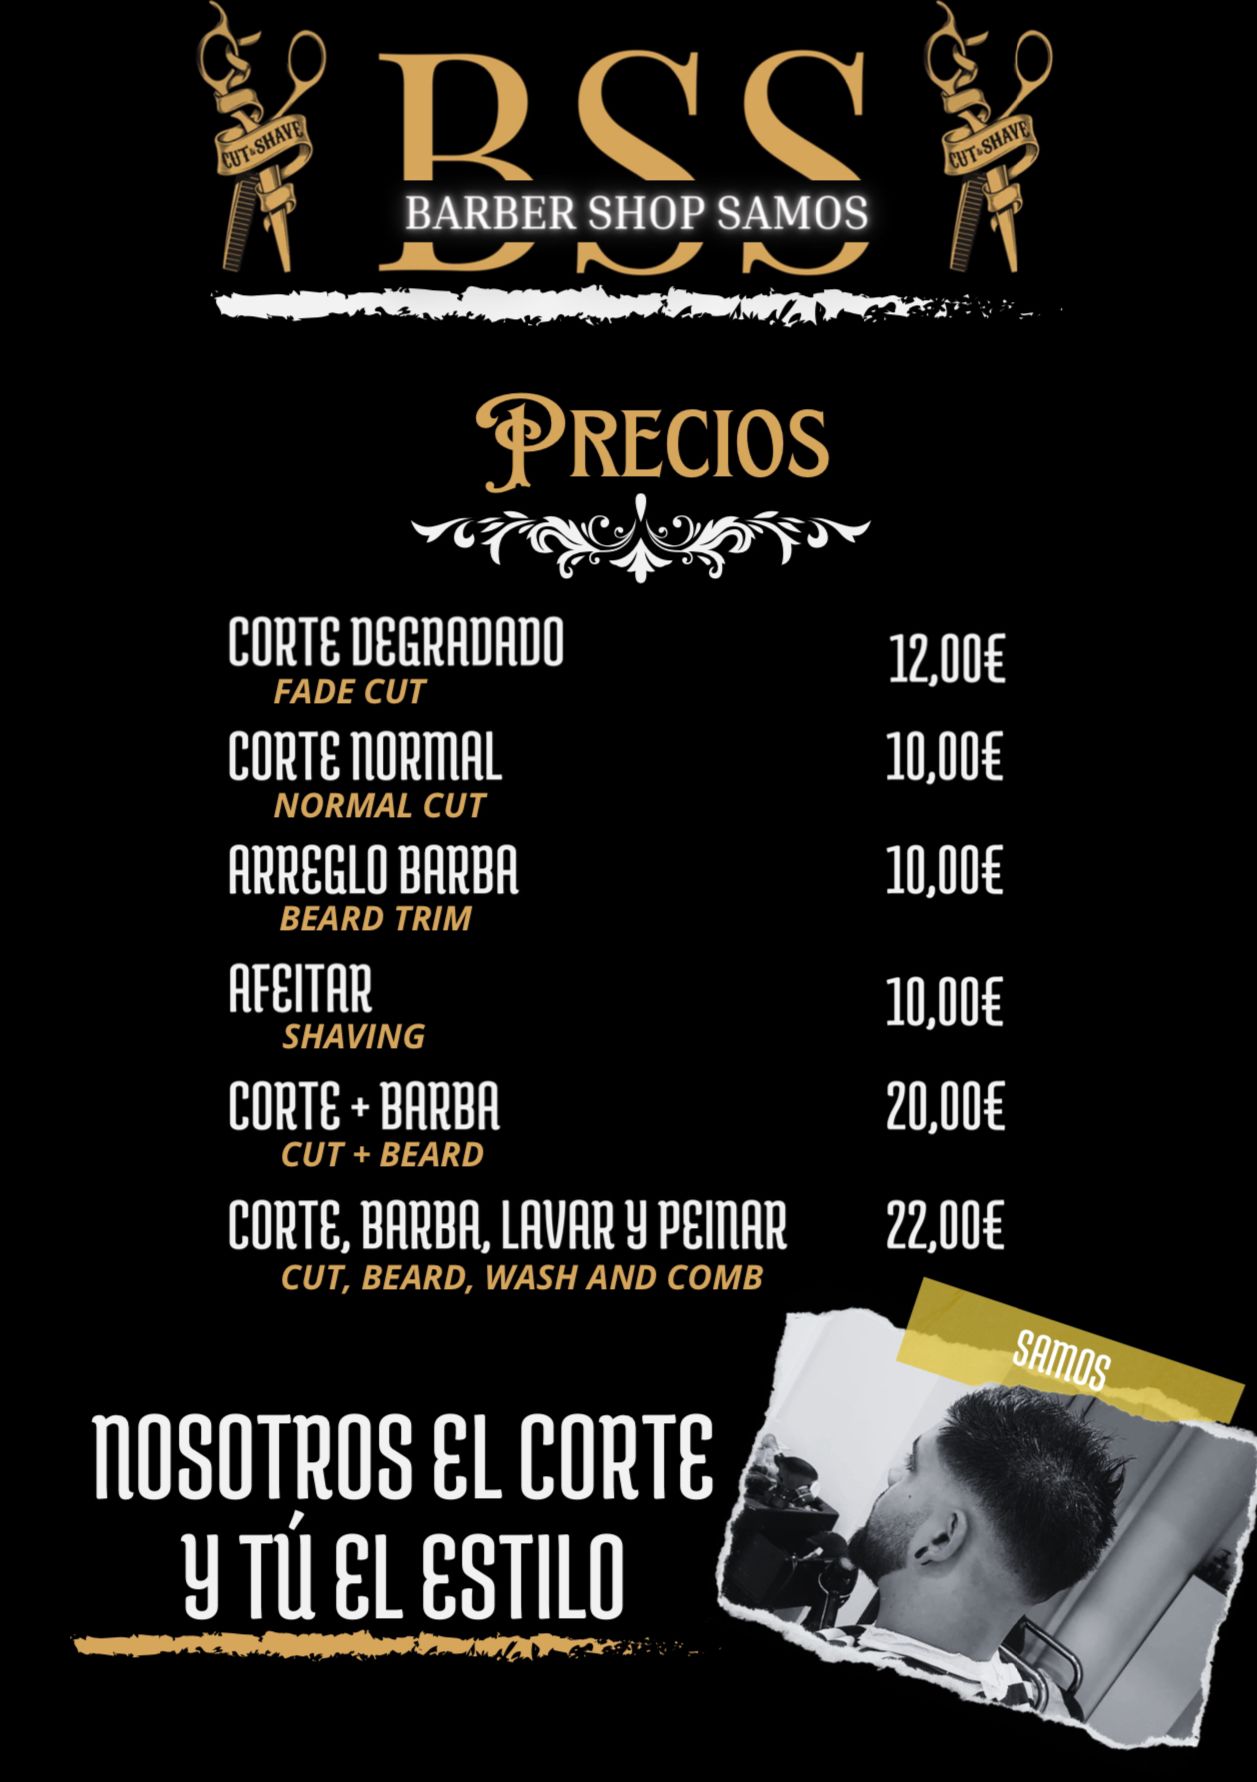 CUT & SHAVE
BSS
CUT & SHAVE
BARBER SHOP SAMOS
PRECIOS
CORTE DEGRADADO 12,00€
FADE CUT
CORTE NORMAL 10,00€
NORMAL CUT
ARREGLO BARBA 10,00€
BEARD TRIM
AFEITAR 10,00€
SHAVING
CORTE + BARBA 20,00€
CUT + BEARD
CORTE, BARBA, LAVAR Y PEINAR 22,00€
CUT, BEARD, WASH AND COMB
SAMOS
NOSOTROS EL CORTE
Y TÚ EL ESTILO